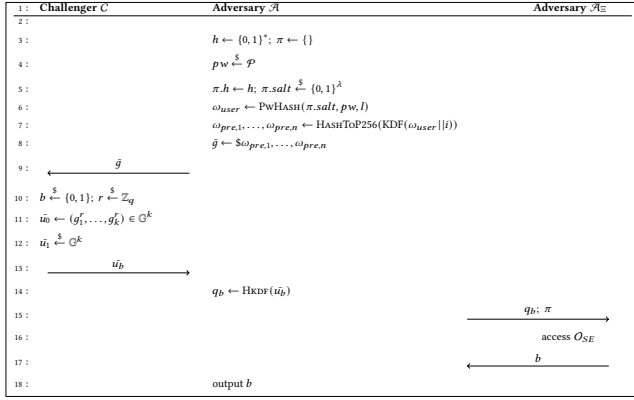 1 : Challenger C Adversary 𝒜 Adversary 𝒜Ξ
2 :
3 : h ← {0, 1}*; π ← {}
4 : pw ←$ 𝒫
5 : π.h ← h; π.salt ←$ {0, 1}^λ
6 : ω_user ← PwHash(π.salt, pw, l)
7 : ω_pre,1, . . . , ω_pre,n ← HashToP256(KDF(ω_user||i))
8 : ḡ ← $ω_pre,1, . . . , ω_pre,n
9 : ḡ
10 : b ←$ {0, 1}; r ←$ ℤ_q
11 : ū_0 ← (g_1^r, . . . , g_k^r) ∈ 𝔾^k
12 : ū_1 ←$ 𝔾^k
13 : ū_b
14 : q_b ← Hkdf(ū_b)
15 : q_b; π
16 : access 𝒪_SE
17 : b
18 : output b